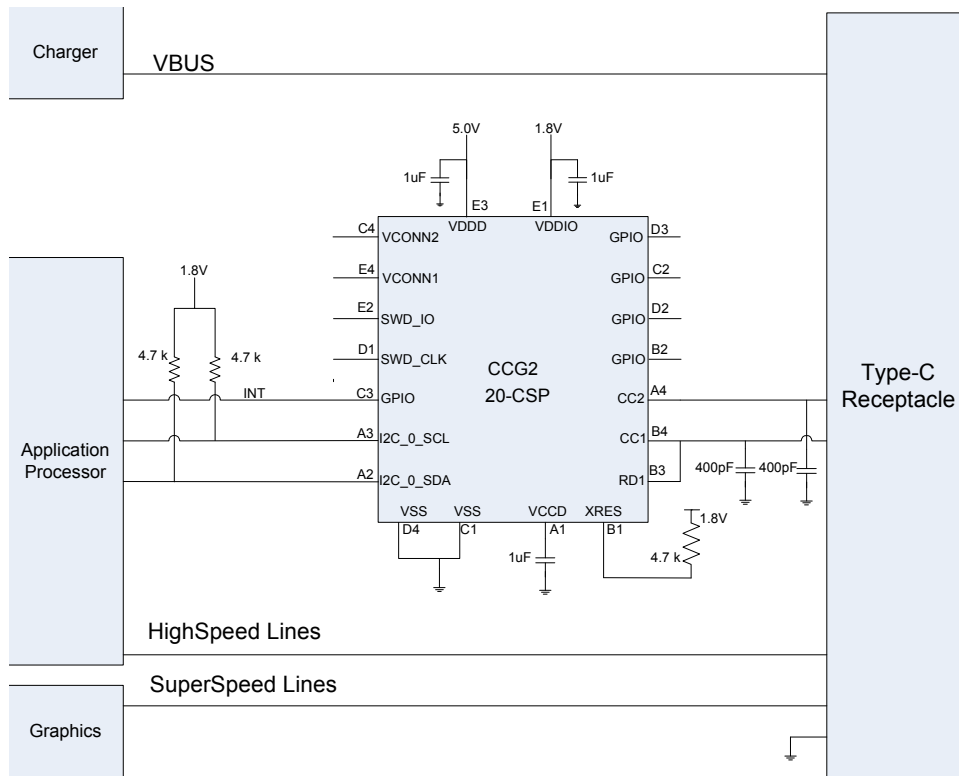 Charger
VBUS
5.0V
1.8V
1uF
1uF
E3
E1
VDDD
VDDIO
C4
VCONN2
GPIO
D3
E4
VCONN1
GPIO
C2
E2
SWD_IO
GPIO
D2
D1
SWD_CLK
GPIO
B2
1.8V
4.7 k
4.7 k
CCG2
20-CSP
INT
C3
GPIO
CC2
A4
A3
I2C_0_SCL
CC1
B4
A2
I2C_0_SDA
RD1
B3
Application
Processor
Type-C
Receptacle
400pF
400pF
VSS
VSS
VCCD
XRES
D4
C1
A1
B1
1uF
1.8V
4.7 k
HighSpeed Lines
SuperSpeed Lines
Graphics